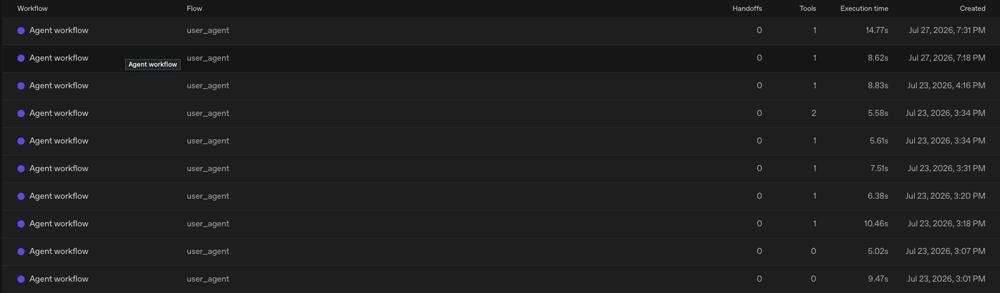 Workflow Flow Handoffs Tools Execution time Created
Agent workflow user_agent 0 1 14.77s Jul 27, 2026, 7:31 PM
Agent workflow user_agent 0 1 8.62s Jul 27, 2026, 7:18 PM
Agent workflow
Agent workflow user_agent 0 1 8.83s Jul 23, 2026, 4:16 PM
Agent workflow user_agent 0 2 5.58s Jul 23, 2026, 3:34 PM
Agent workflow user_agent 0 1 5.61s Jul 23, 2026, 3:34 PM
Agent workflow user_agent 0 1 7.51s Jul 23, 2026, 3:31 PM
Agent workflow user_agent 0 1 6.38s Jul 23, 2026, 3:20 PM
Agent workflow user_agent 0 1 10.46s Jul 23, 2026, 3:18 PM
Agent workflow user_agent 0 0 5.02s Jul 23, 2026, 3:07 PM
Agent workflow user_agent 0 0 9.47s Jul 23, 2026, 3:01 PM